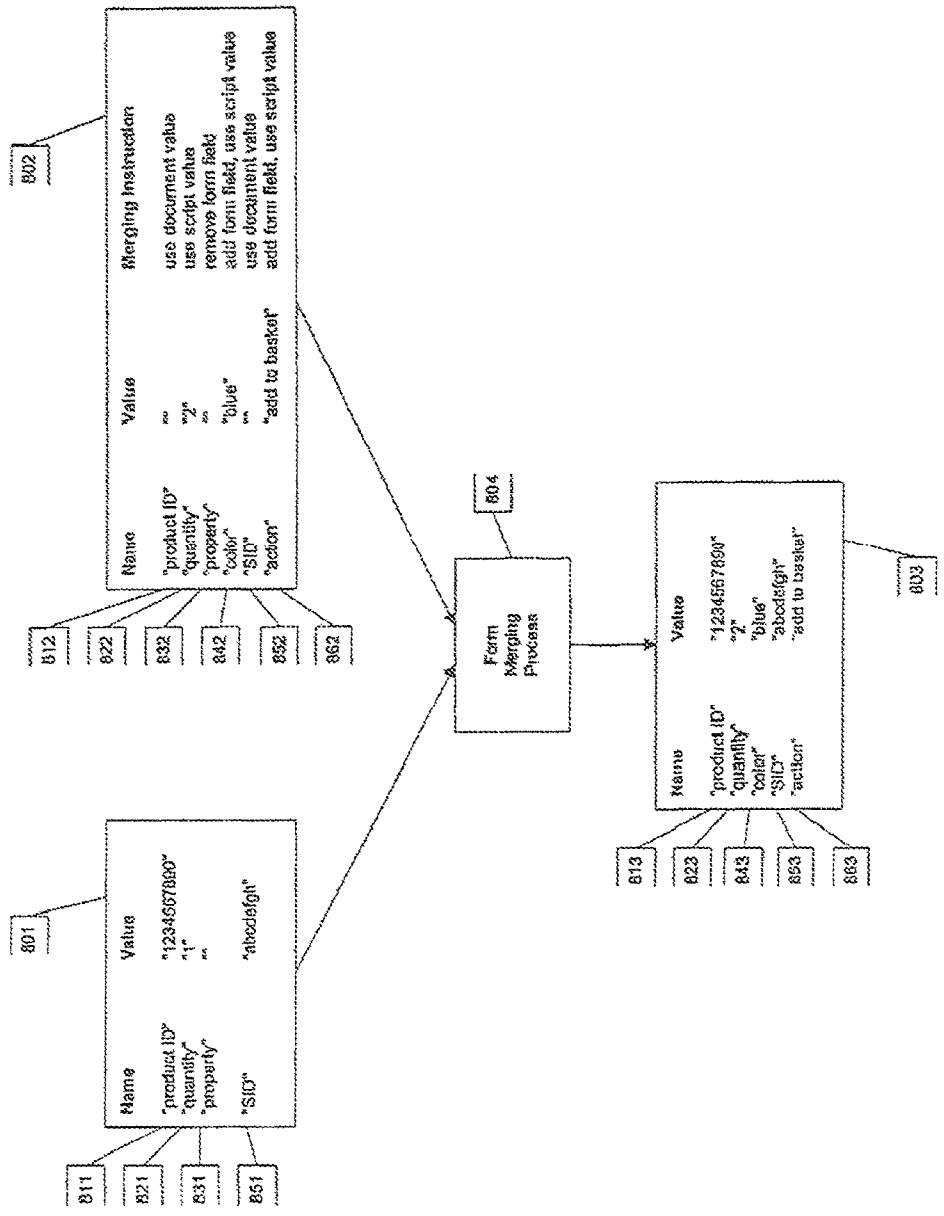 801
Name Value
811 "product ID" "1234567890"
821 "quantity" "1"
831 "property" ""
851 "SID" "abcdefgh"
802
Name Value Merging Instruction
812 "product ID" "" use document value
822 "quantity" "2" use script value
832 "property" "" remove form field
842 "color" "blue" add form field, use script value
852 "SID" "" use document value
862 "action" "add to basket" add form field, use script value
804
Form
Merging
Process
Name Value
813 "product ID" "1234567890"
823 "quantity" "2"
843 "color" "blue"
853 "SID" "abcdefgh"
863 "action" "add to basket"
803